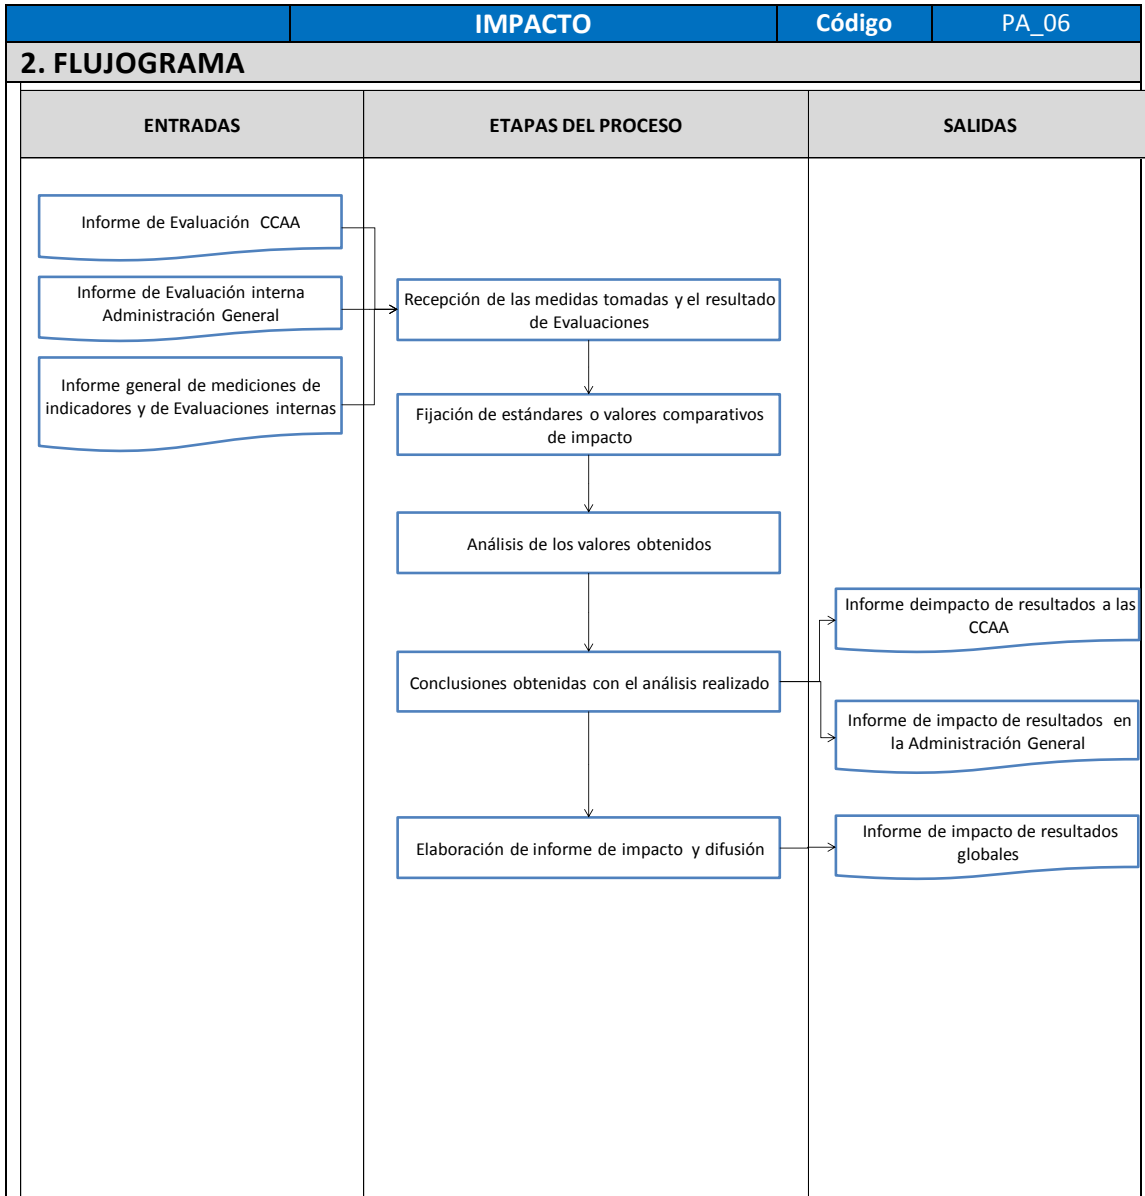 IMPACTO
Código
PA_06
2. FLUJOGRAMA
ENTRADAS
ETAPAS DEL PROCESO
SALIDAS
Informe de Evaluación CCAA
Informe de Evaluación interna
Administración General
Informe general de mediciones de
indicadores y de Evaluaciones internas
Recepción de las medidas tomadas y el resultado
de Evaluaciones
Fijación de estándares o valores comparativos
de impacto
Análisis de los valores obtenidos
Conclusiones obtenidas con el análisis realizado
Elaboración de informe de impacto y difusión
Informe deimpacto de resultados a las
CCAA
Informe de impacto de resultados en
la Administración General
Informe de impacto de resultados
globales